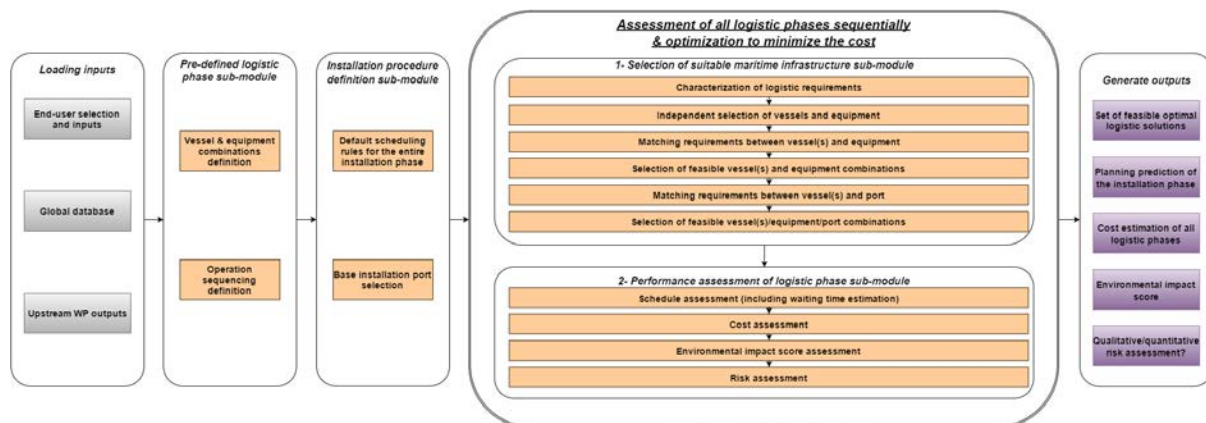 Assessment of all logistic phases sequentially
& optimization to minimize the cost
Loading inputs
End-user selection
and inputs
Global database
Upstream WP outputs
Pre-defined logistic
phase sub-module
Vessel & equipment
combinations
definition
Operation
sequencing
definition
Installation procedure
definition sub-module
Default scheduling
rules for the entire
installation phase
Base installation port
selection
1- Selection of suitable maritime infrastructure sub-module
Characterization of logistic requirements
Independent selection of vessels and equipment
Matching requirements between vessel(s) and equipment
Selection of feasible vessel(s) and equipment combinations
Matching requirements between vessel(s) and port
Selection of feasible vessel(s)/equipment/port combinations
2- Performance assessment of logistic phase sub-module
Schedule assessment (including waiting time estimation)
Cost assessment
Environmental impact score assessment
Risk assessment
Generate outputs
Set of feasible optimal
logistic solutions
Planning prediction of
the installation phase
Cost estimation of all
logistic phases
Environmental impact
score
Qualitative/quantitative
risk assessment?